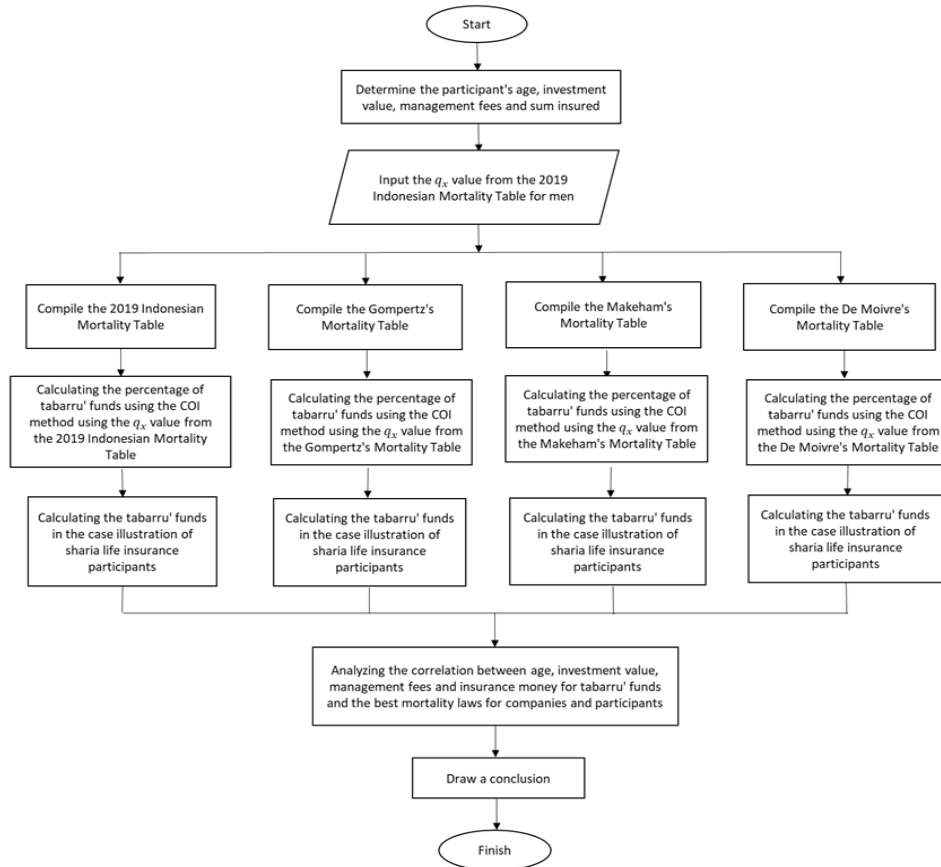 Start
Determine the participant's age, investment
value, management fees and sum insured
Input the qₓ value from the 2019
Indonesian Mortality Table for men
Compile the 2019 Indonesian
Mortality Table
Compile the Gompertz's
Mortality Table
Compile the Makeham's
Mortality Table
Compile the De Moivre's
Mortality Table
Calculating the percentage of
tabarru' funds using the COI
method using the qₓ value from
the 2019 Indonesian Mortality
Table
Calculating the percentage of
tabarru' funds using the COI
method using the qₓ value from
the Gompertz's Mortality Table
Calculating the percentage of
tabarru' funds using the COI
method using the qₓ value from
the Makeham's Mortality Table
Calculating the percentage of
tabarru' funds using the COI
method using the qₓ value from
the De Moivre's Mortality Table
Calculating the tabarru' funds
in the case illustration of
sharia life insurance
participants
Calculating the tabarru' funds
in the case illustration of
sharia life insurance
participants
Calculating the tabarru' funds
in the case illustration of
sharia life insurance
participants
Calculating the tabarru' funds
in the case illustration of
sharia life insurance
participants
Analyzing the correlation between age, investment value,
management fees and insurance money for tabarru' funds
and the best mortality laws for companies and participants
Draw a conclusion
Finish